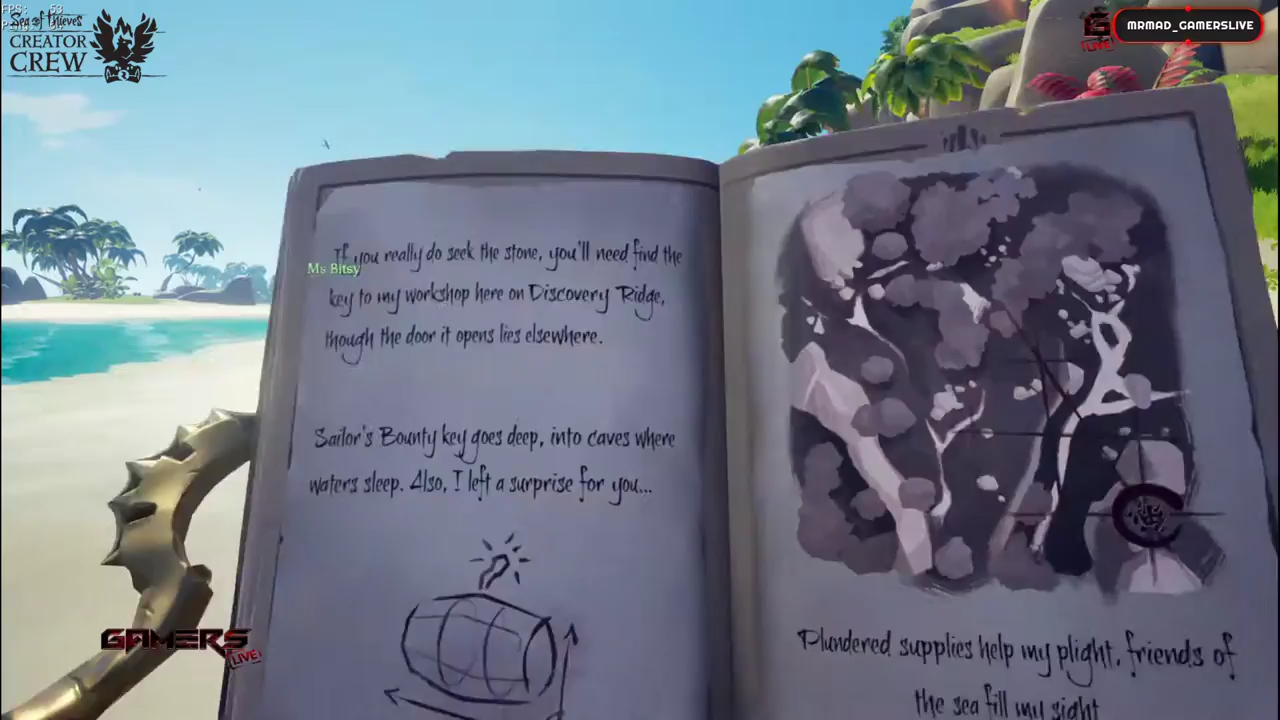 FPS: 53
Sea of Thieves
CREATOR
CREW
LIVE!
MRMAD_GAMERSLIVE
If you really do seek the stone, you'll need find the
Ms Bitsy
key to my workshop here on Discovery Ridge,
though the door it opens lies elsewhere.
Sailor's Bounty key goes deep, into caves where
waters sleep. Also, I left a surprise for you...
GAMERS
LIVE!
Plundered supplies help my plight, friends of
the sea fill my sight